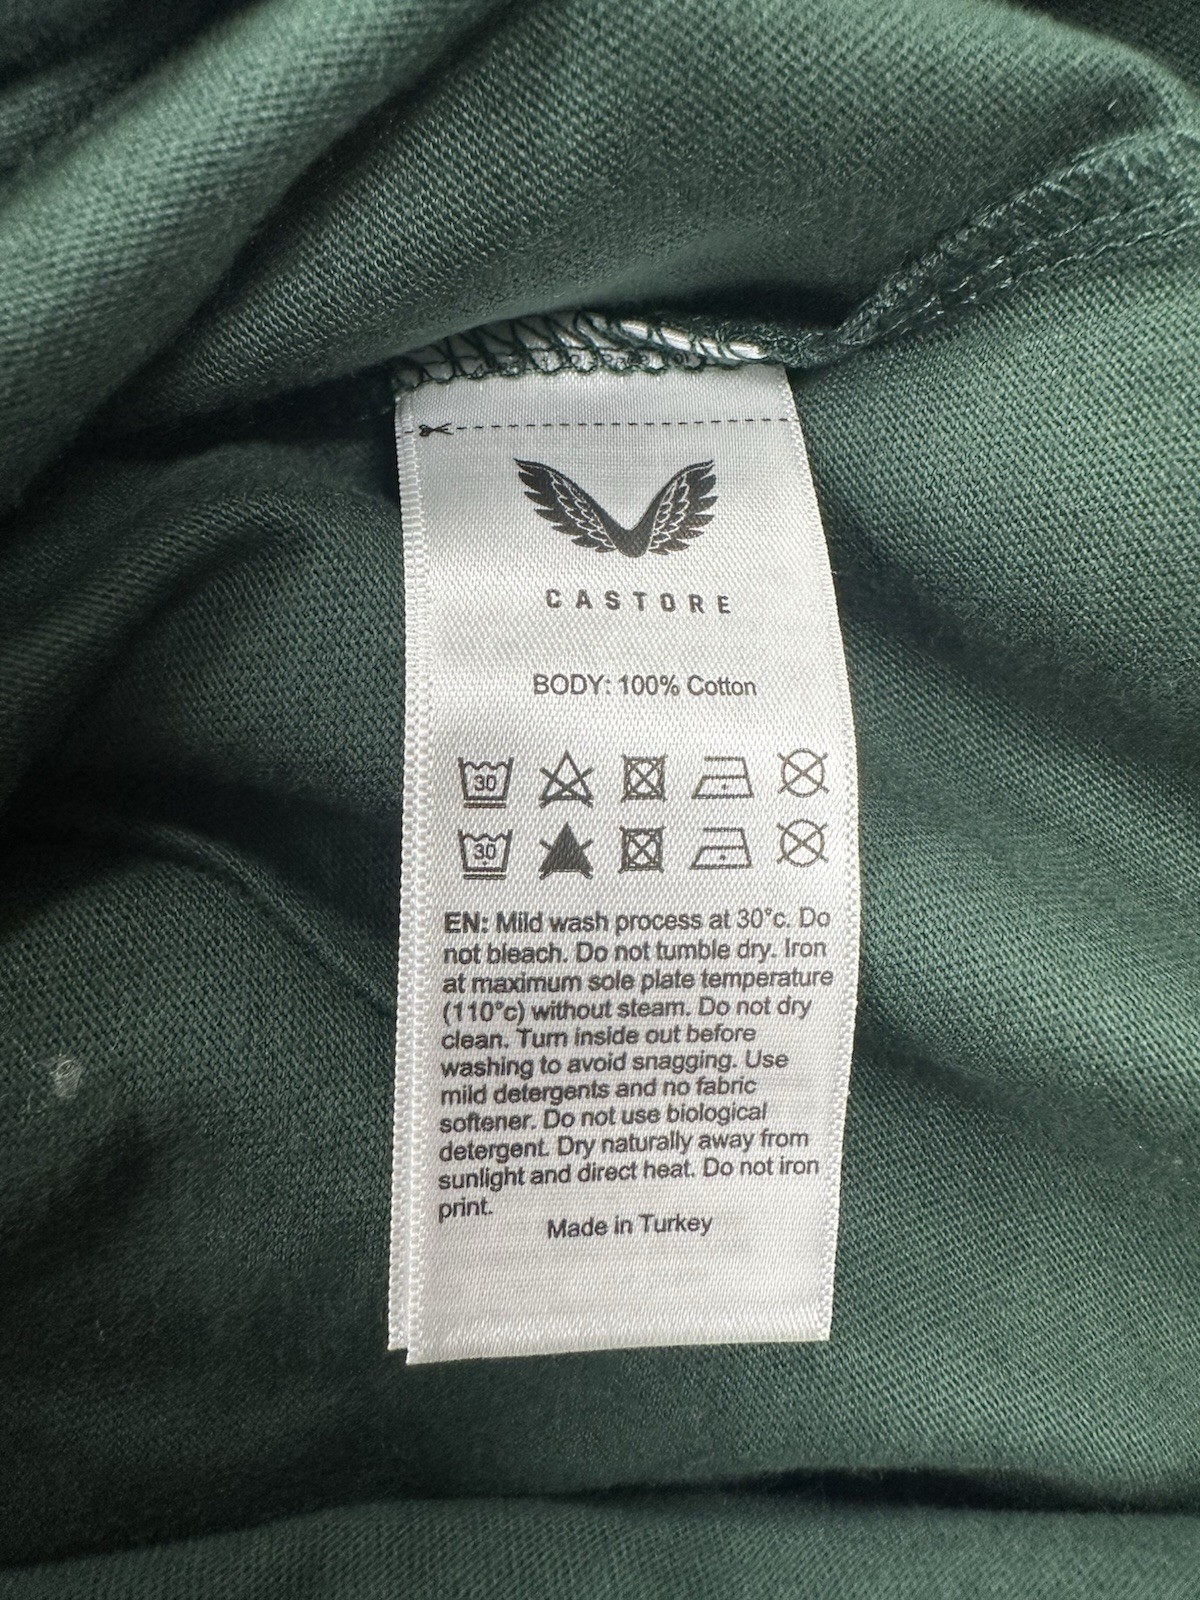 CASTORE
BODY: 100% Cotton
30
30
EN: Mild wash process at 30°c. Do
not bleach. Do not tumble dry. Iron
at maximum sole plate temperature
(110°c) without steam. Do not dry
clean. Turn inside out before
washing to avoid snagging. Use
mild detergents and no fabric
softener. Do not use biological
detergent. Dry naturally away from
sunlight and direct heat. Do not iron
print.
Made in Turkey